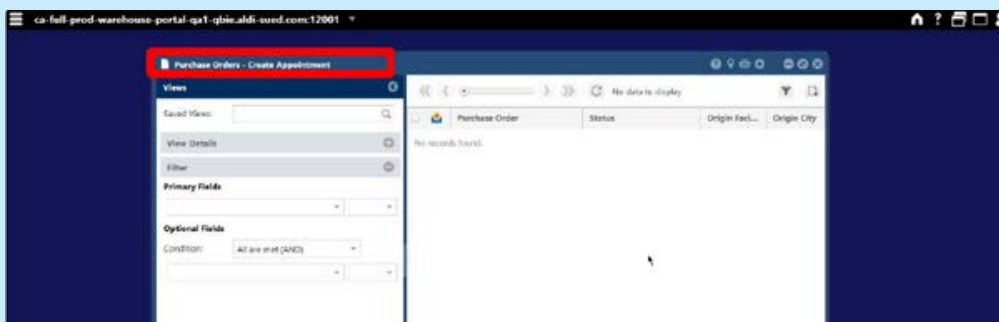 ca-full-prod-warehouse-portal-qa1-qbie.aldi-sued.com:12001
Purchase Orders - Create Appointment
Views
No data to display
Saved Views:
Purchase Order
Status
Origin Faci...
Origin City
View Details
No records found.
Filter
Primary Fields
Optional Fields
Condition:
All are met (AND)